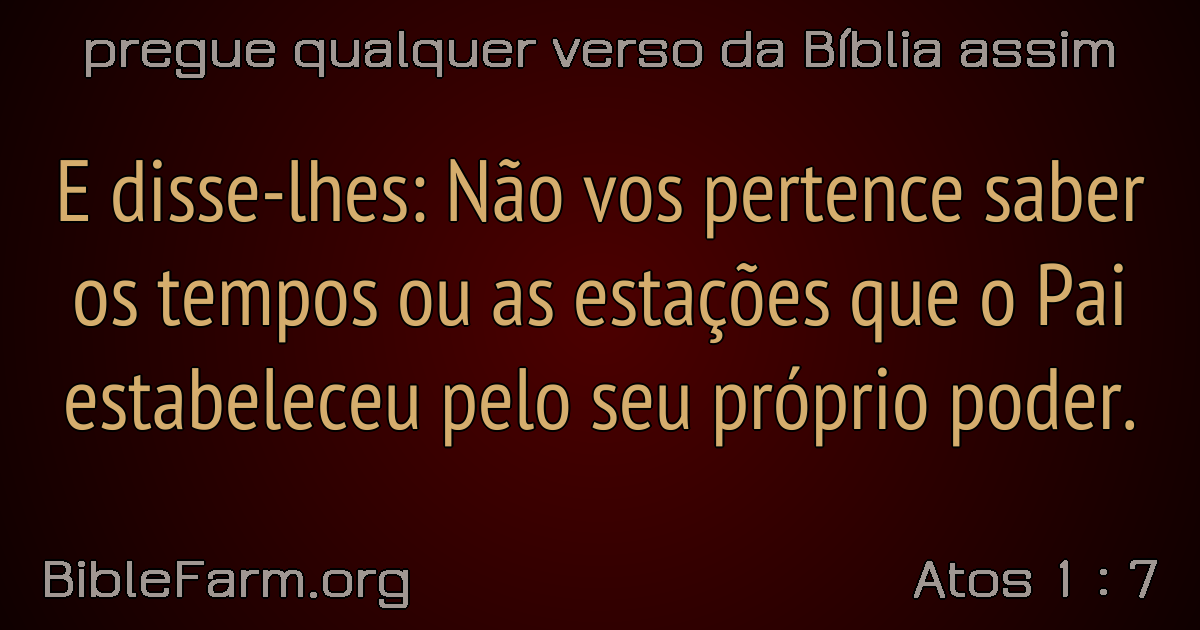 pregue qualquer verso da Bíblia assim
E disse-lhes: Não vos pertence saber
os tempos ou as estações que o Pai
estabeleceu pelo seu próprio poder.
BibleFarm.org
Atos 1 : 7